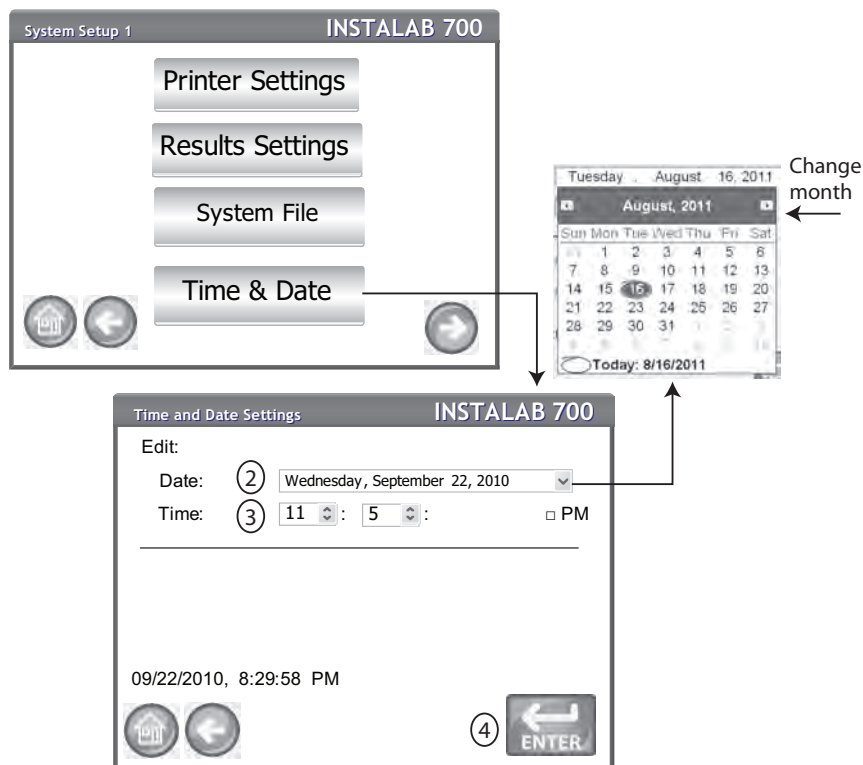 System Setup 1 INSTALAB 700
Printer Settings
Results Settings
System File
Time & Date
Tuesday , August 16, 2011
August, 2011
Change
month
Sun Mon Tue Wed Thu Fri Sat
1 2 3 4 5 6
7 8 9 10 11 12 13
14 15 16 17 18 19 20
21 22 23 24 25 26 27
28 29 30 31
Today: 8/16/2011
Time and Date Settings INSTALAB 700
Edit:
Date: 2 Wednesday, September 22, 2010
Time: 3 11 : 5 : PM
09/22/2010, 8:29:58 PM
4 ENTER